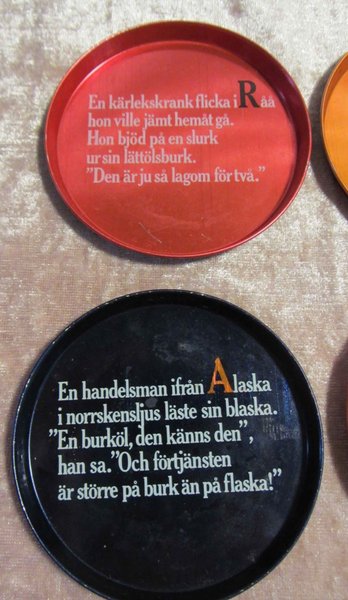 En kärlekskrank flicka i Råå
hon ville jämt hemåt gå.
Hon bjöd på en slurk
ur sin lättölsburk.
"Den är ju så lagom för två."
En handelsman ifrån Alaska
i norrskensljus läste sin blaska.
"En burköl, den känns den",
han sa."Och förtjänsten
är större på burk än på flaska!"